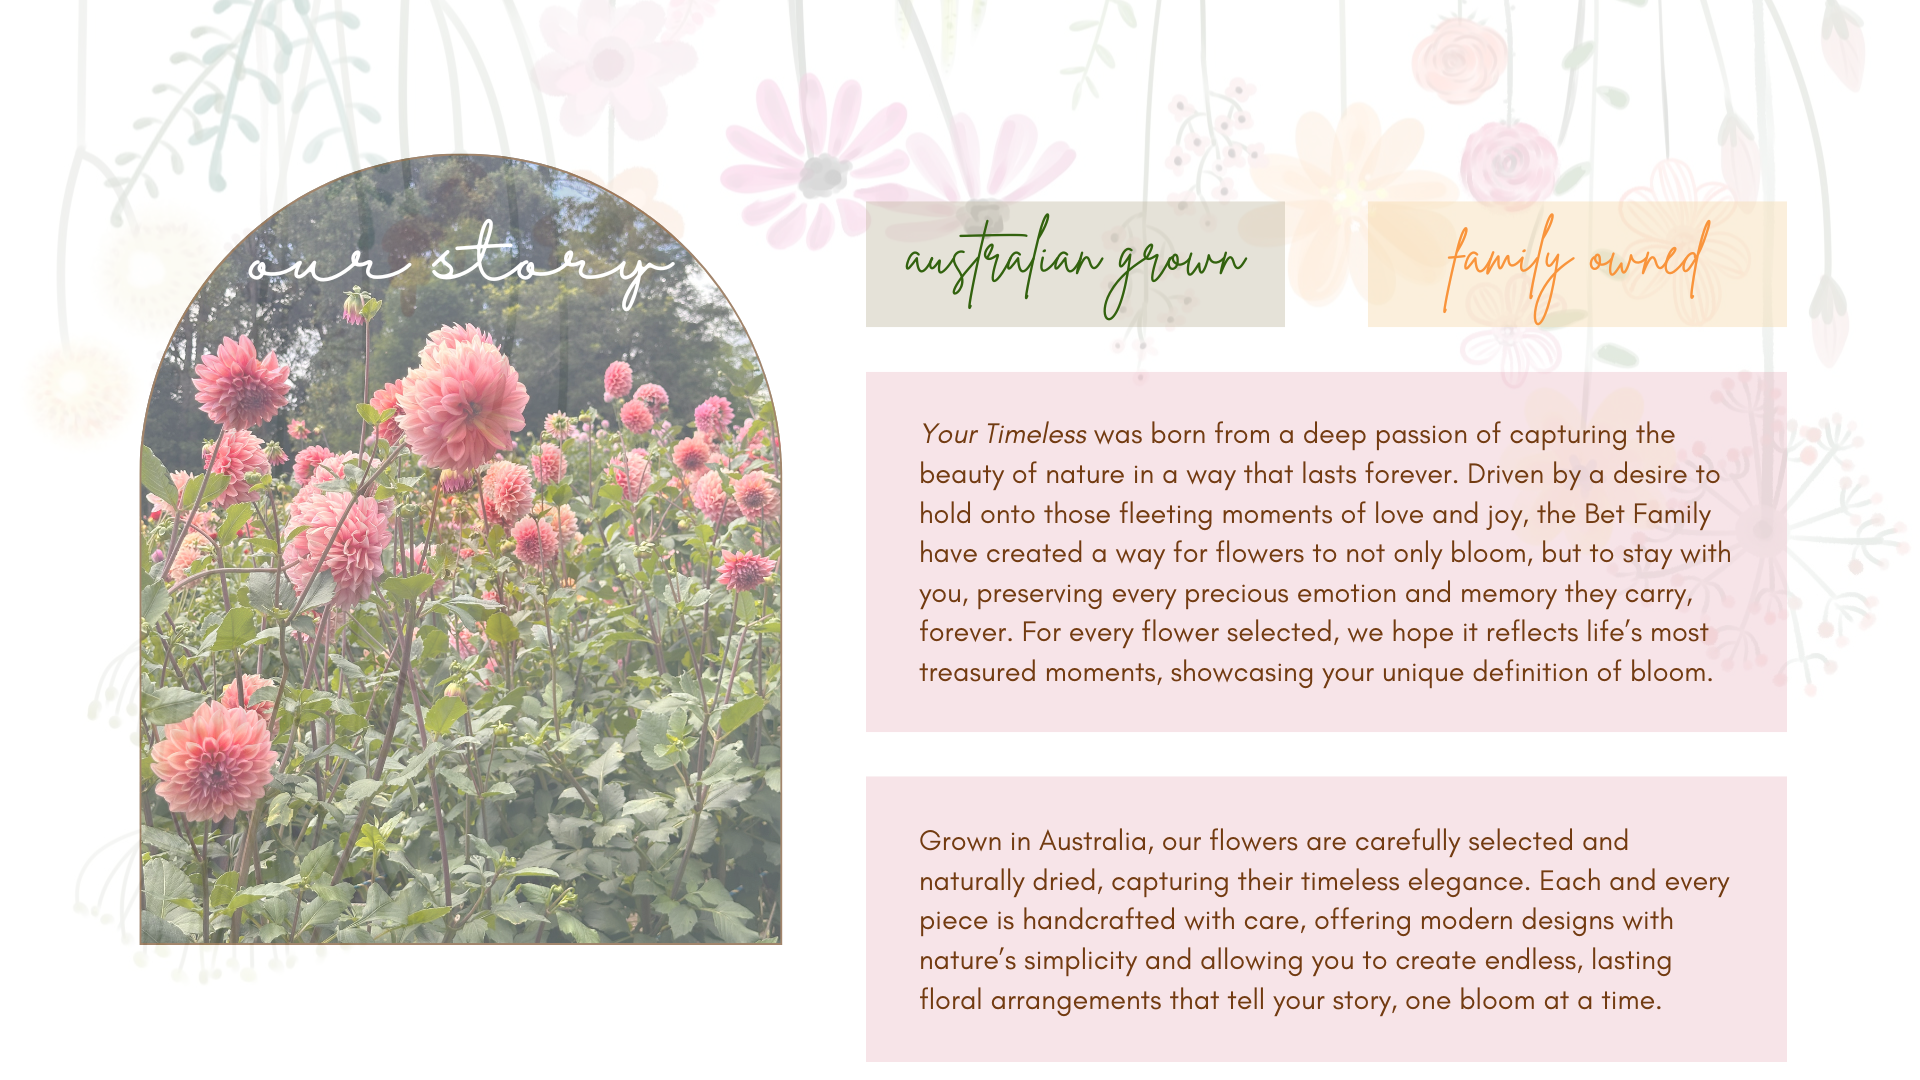 our story.
australian grown
family owned
Your Timeless was born from a deep passion of capturing the
beauty of nature in a way that lasts forever. Driven by a desire to
hold onto those fleeting moments of love and joy, the Bet Family
have created a way for flowers to not only bloom, but to stay with
you, preserving every precious emotion and memory they carry,
forever. For every flower selected, we hope it reflects life’s most
treasured moments, showcasing your unique definition of bloom.
Grown in Australia, our flowers are carefully selected and
naturally dried, capturing their timeless elegance. Each and every
piece is handcrafted with care, offering modern designs with
nature’s simplicity and allowing you to create endless, lasting
floral arrangements that tell your story, one bloom at a time.